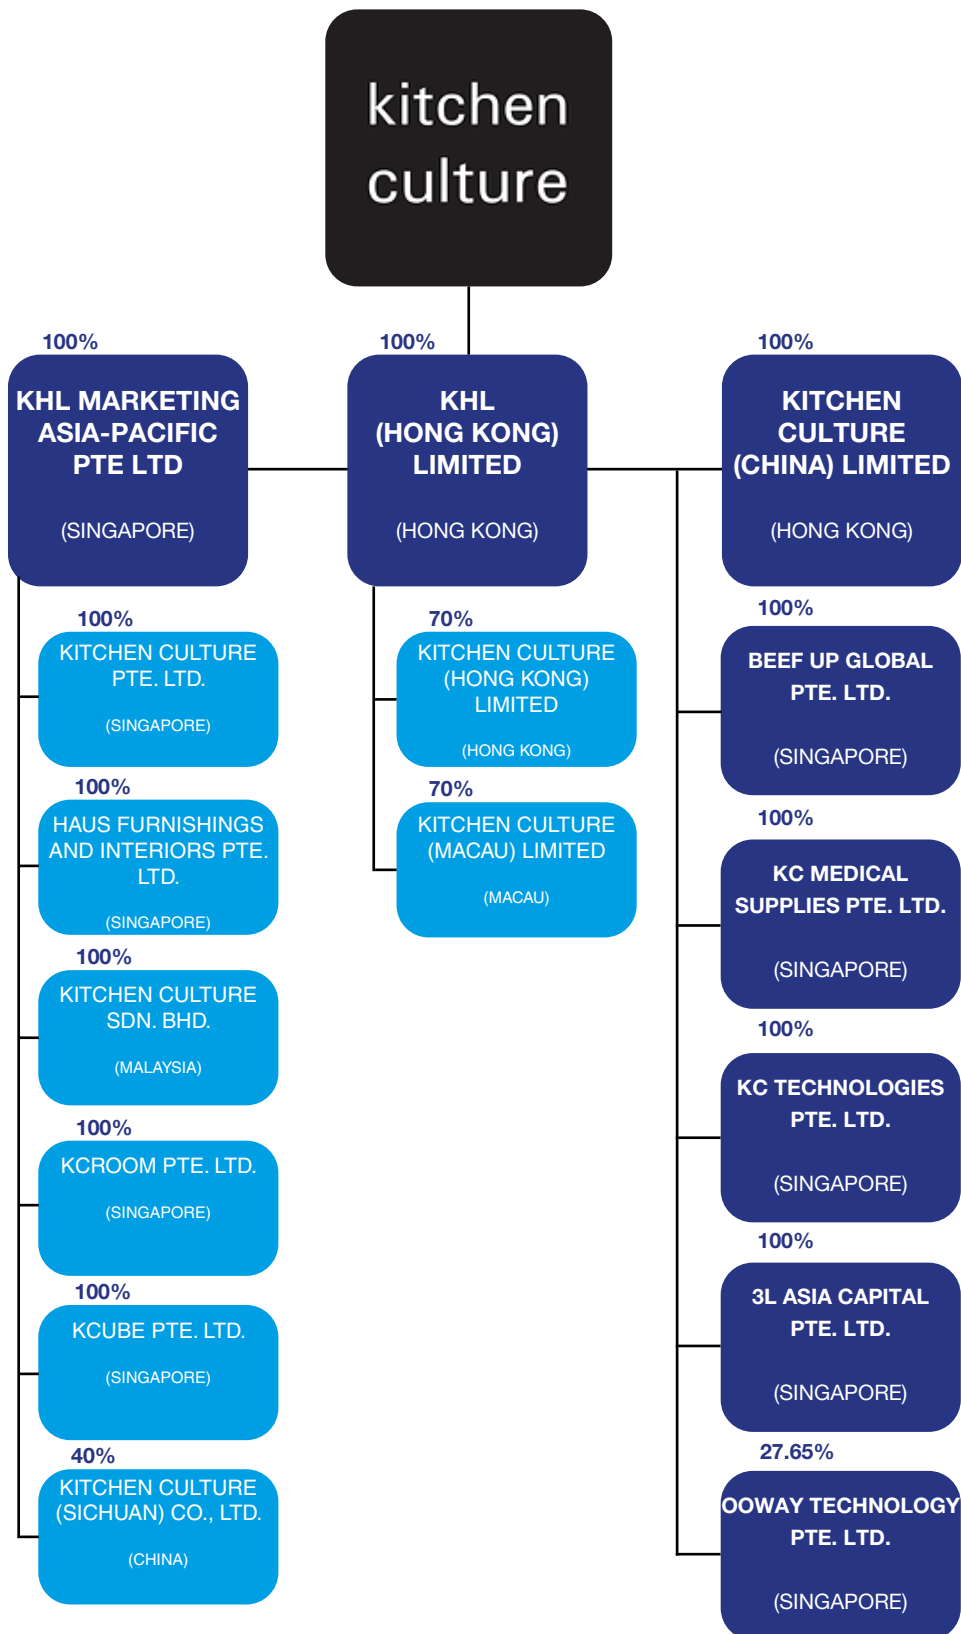 kitchen
culture
100%
KHL MARKETING
ASIA-PACIFIC
PTE LTD
(SINGAPORE)
100%
KHL
(HONG KONG)
LIMITED
(HONG KONG)
100%
KITCHEN
CULTURE
(CHINA) LIMITED
(HONG KONG)
100%
KITCHEN CULTURE
PTE. LTD.
(SINGAPORE)
100%
HAUS FURNISHINGS
AND INTERIORS PTE.
LTD.
(SINGAPORE)
100%
KITCHEN CULTURE
SDN. BHD.
(MALAYSIA)
100%
KCROOM PTE. LTD.
(SINGAPORE)
100%
KCUBE PTE. LTD.
(SINGAPORE)
40%
KITCHEN CULTURE
(SICHUAN) CO., LTD.
(CHINA)
70%
KITCHEN CULTURE
(HONG KONG)
LIMITED
(HONG KONG)
70%
KITCHEN CULTURE
(MACAU) LIMITED
(MACAU)
100%
BEEF UP GLOBAL
PTE. LTD.
(SINGAPORE)
100%
KC MEDICAL
SUPPLIES PTE. LTD.
(SINGAPORE)
100%
KC TECHNOLOGIES
PTE. LTD.
(SINGAPORE)
100%
3L ASIA CAPITAL
PTE. LTD.
(SINGAPORE)
27.65%
OOWAY TECHNOLOGY
PTE. LTD.
(SINGAPORE)